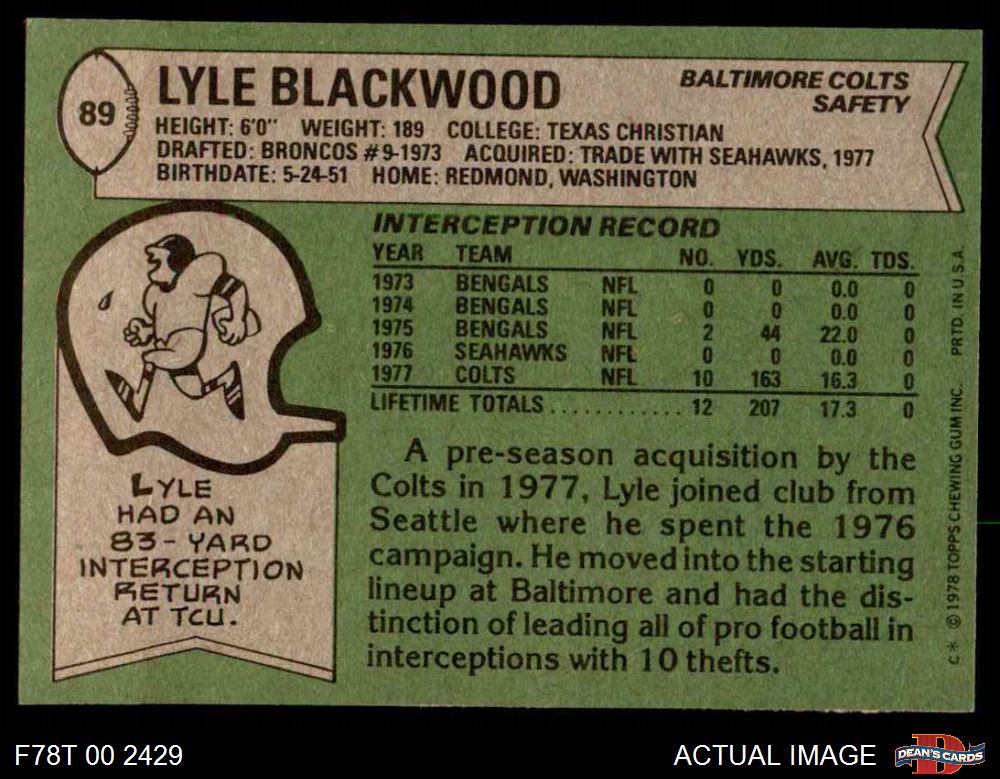 89
LYLE BLACKWOOD
BALTIMORE COLTS
SAFETY
HEIGHT: 6'0" WEIGHT: 189 COLLEGE: TEXAS CHRISTIAN
DRAFTED: BRONCOS #9-1973 ACQUIRED: TRADE WITH SEAHAWKS, 1977
BIRTHDATE: 5-24-51 HOME: REDMOND, WASHINGTON
INTERCEPTION RECORD
YEAR TEAM NO. YDS. AVG. TDS.
1973 BENGALS NFL 0 0 0.0 0
1974 BENGALS NFL 0 0 0.0 0
1975 BENGALS NFL 2 44 22.0 0
1976 SEAHAWKS NFL 0 0 0.0 0
1977 COLTS NFL 10 163 16.3 0
LIFETIME TOTALS ............ 12 207 17.3 0
A pre-season acquisition by the
Colts in 1977, Lyle joined club from
Seattle where he spent the 1976
campaign. He moved into the starting
lineup at Baltimore and had the dis-
tinction of leading all of pro football in
interceptions with 10 thefts.
LYLE
HAD AN
83-YARD
INTERCEPTION
RETURN
AT TCU.
C* © 1978 TOPPS CHEWING GUM INC. PRTD. IN U.S.A.
F78T 00 2429
ACTUAL IMAGE
D
DEAN'S CARDS